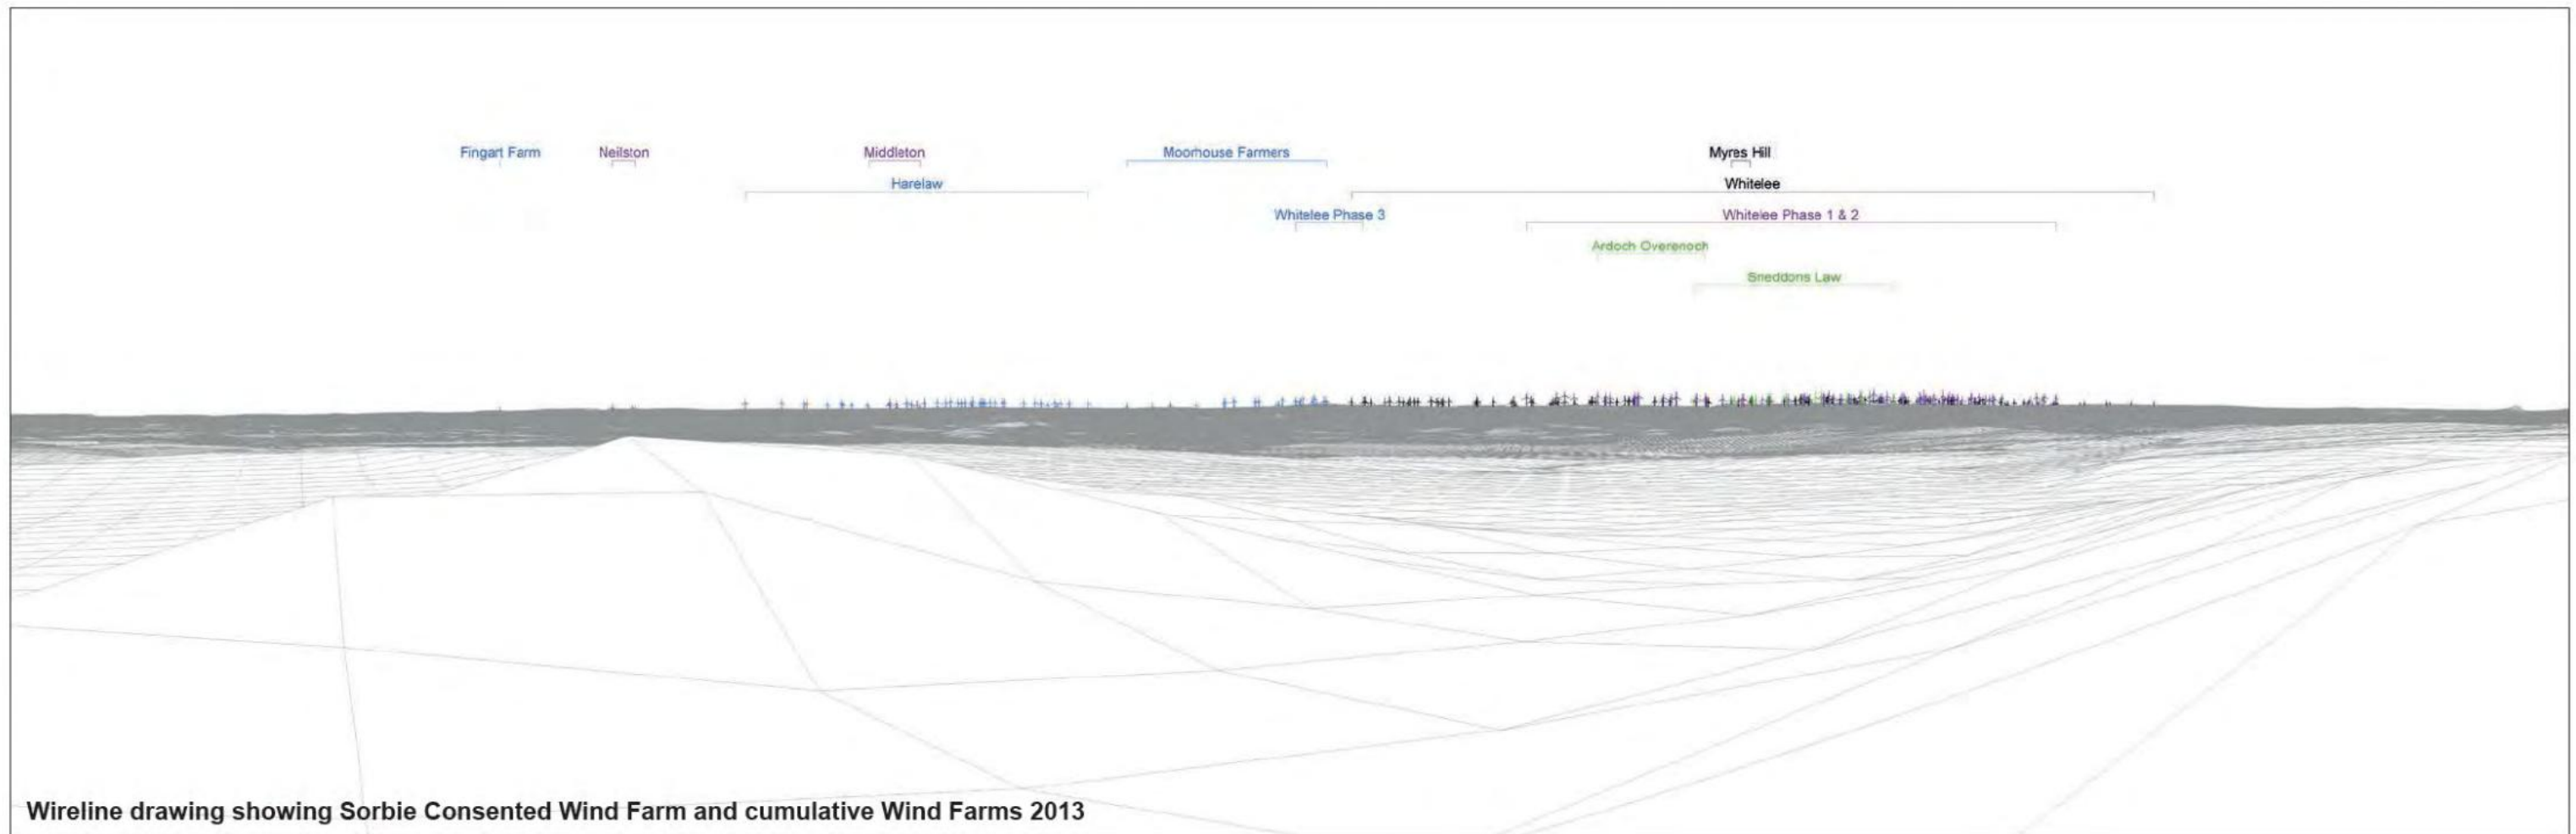 Fingart Farm Neilston Middleton Moorhouse Farmers Myres Hill
Harelaw Whitelee
Whitelee Phase 3 Whitelee Phase 1 & 2
Ardoch Overenoch
Sneddons Law
Wireline drawing showing Sorbie Consented Wind Farm and cumulative Wind Farms 2013